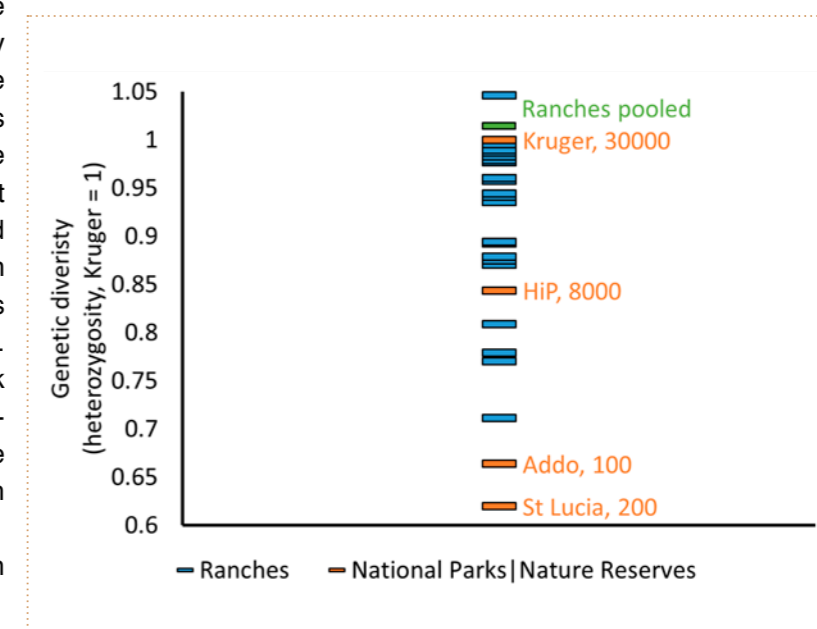 1.05
Ranches pooled
1
Kruger, 30000
0.95
0.9
0.85
HiP, 8000
0.8
0.75
0.7
0.65
Addo, 100
St Lucia, 200
0.6
Genetic diveristy
(heterozygosity, Kruger = 1)
Ranches
National Parks|Nature Reserves